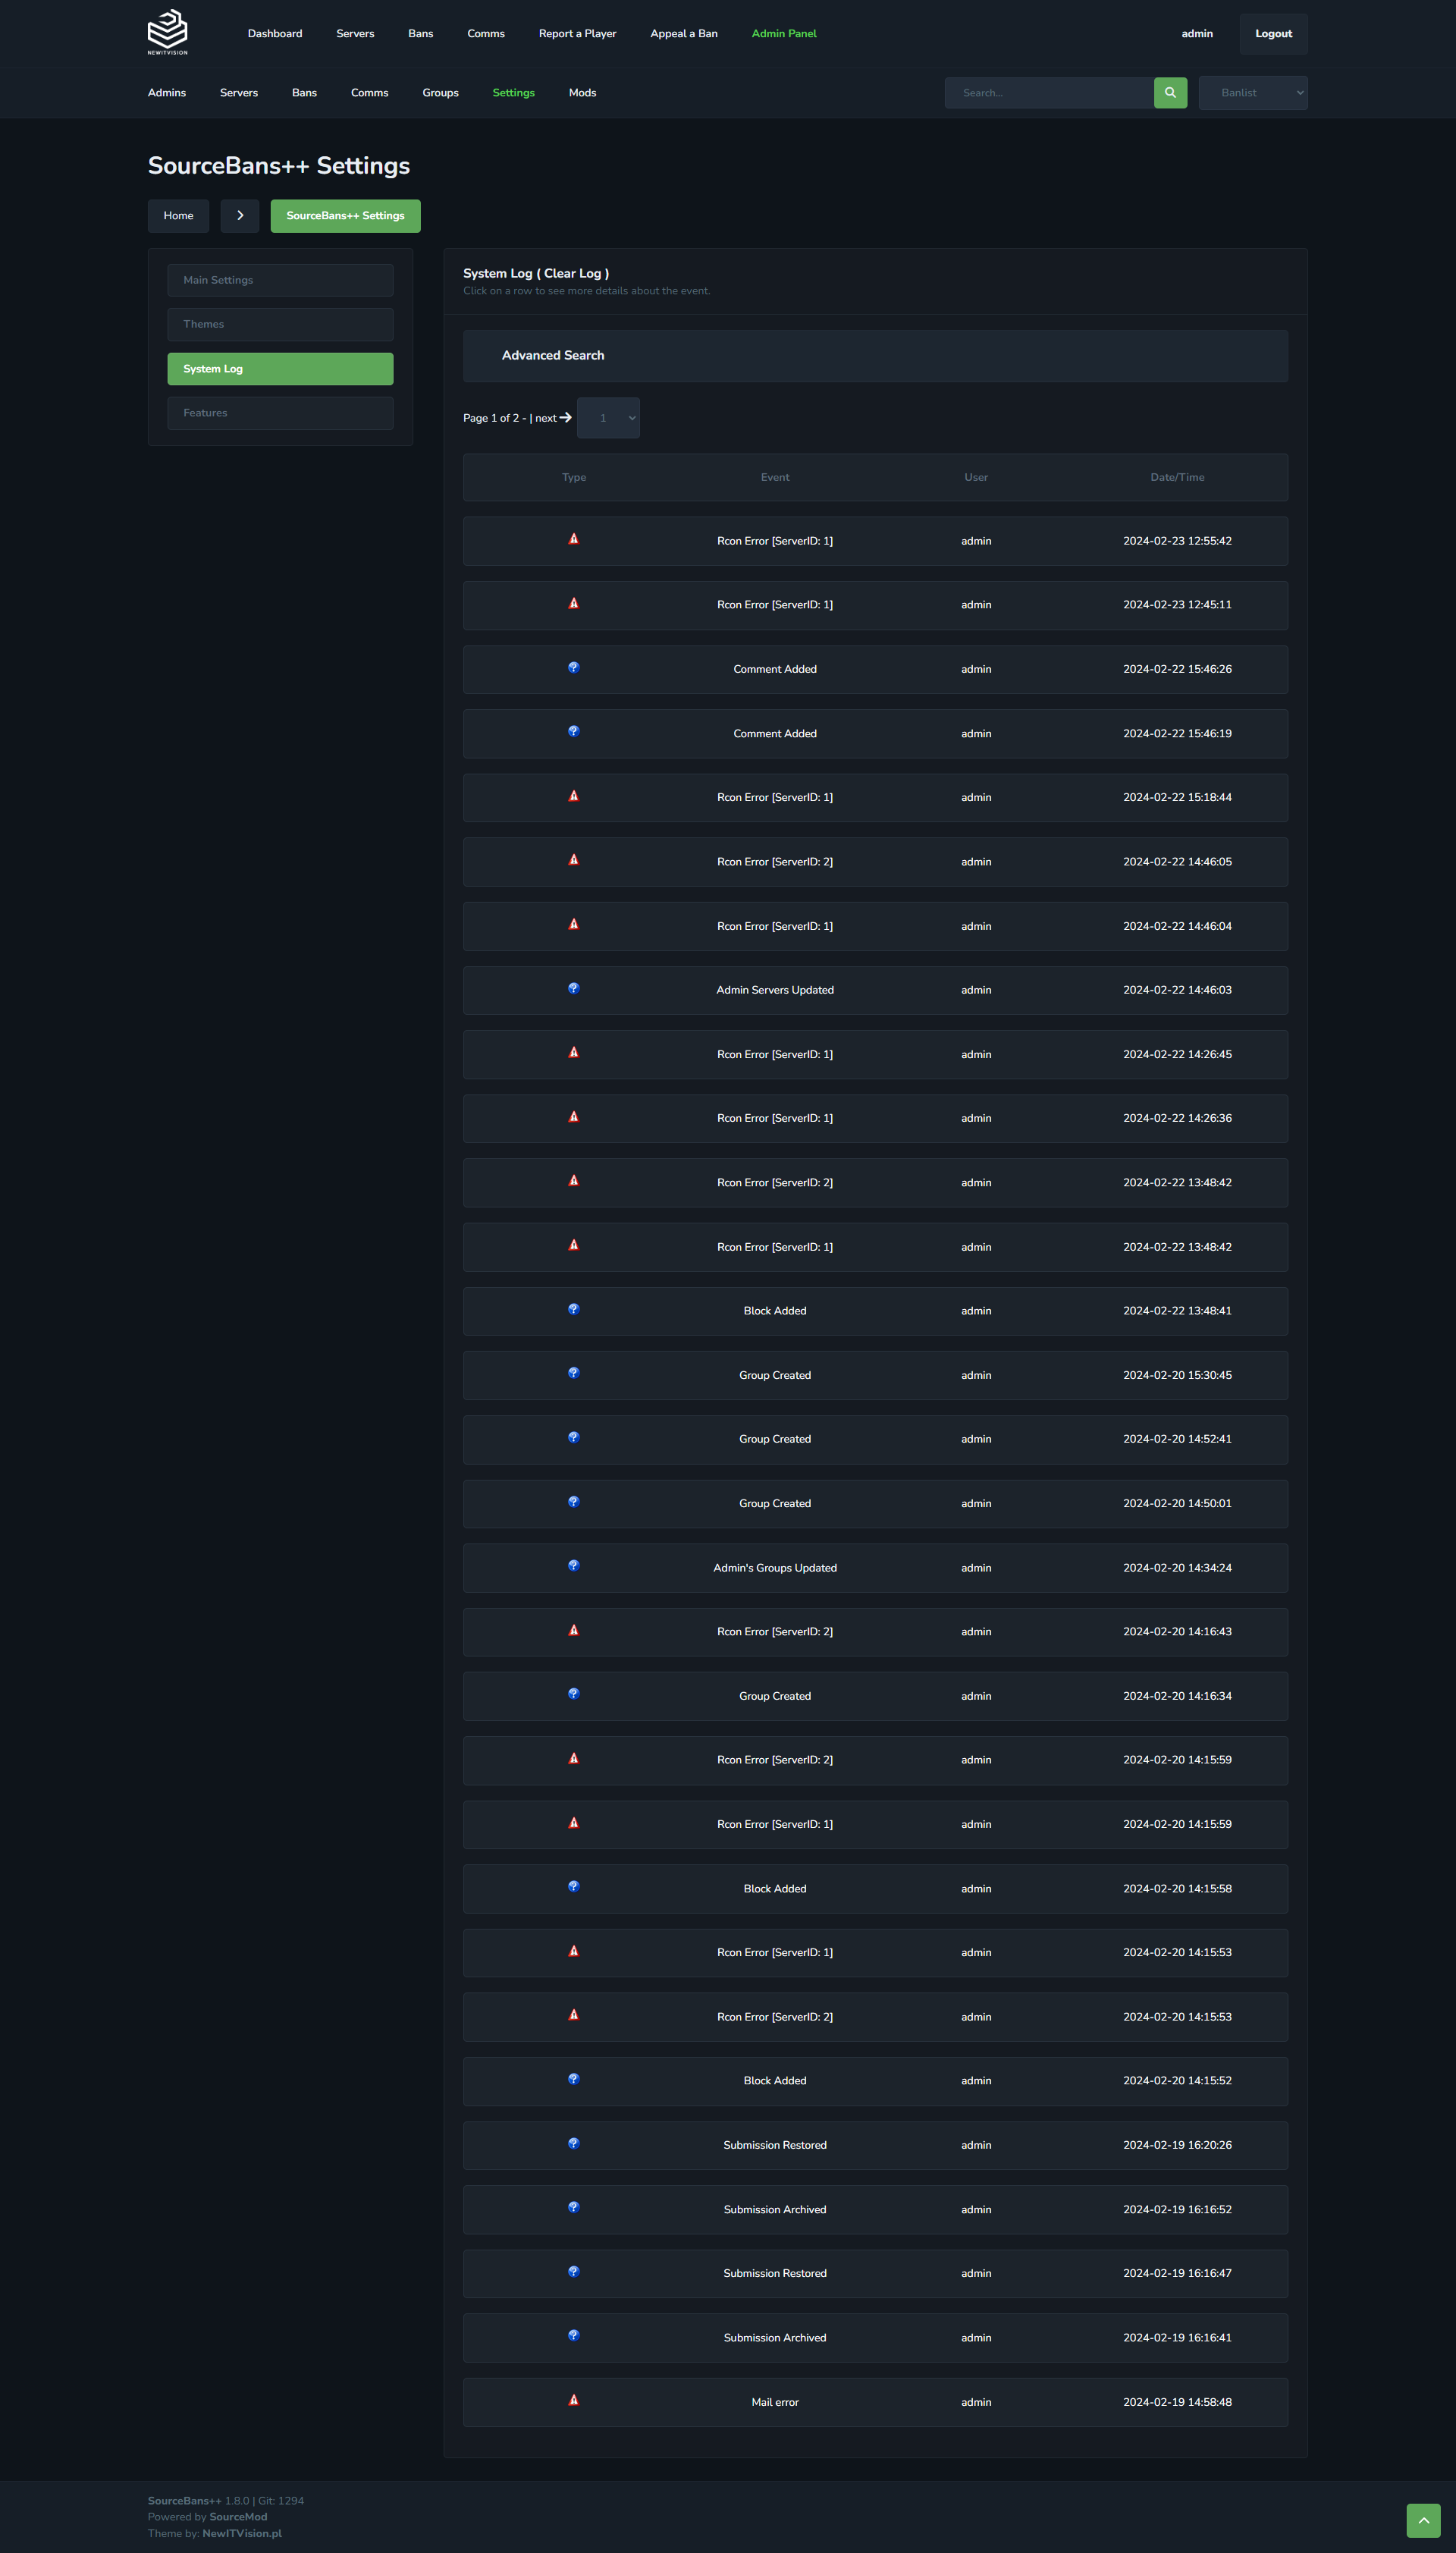 NEWITVISION
Dashboard Servers Bans Comms Report a Player Appeal a Ban Admin Panel admin Logout
Admins Servers Bans Comms Groups Settings Mods Search... Banlist
SourceBans++ Settings
Home SourceBans++ Settings
Main Settings
Themes
System Log
Features
System Log ( Clear Log )
Click on a row to see more details about the event.
Advanced Search
Page 1 of 2 - | next 1
Type Event User Date/Time
Rcon Error [ServerID: 1] admin 2024-02-23 12:55:42
Rcon Error [ServerID: 1] admin 2024-02-23 12:45:11
Comment Added admin 2024-02-22 15:46:26
Comment Added admin 2024-02-22 15:46:19
Rcon Error [ServerID: 1] admin 2024-02-22 15:18:44
Rcon Error [ServerID: 2] admin 2024-02-22 14:46:05
Rcon Error [ServerID: 1] admin 2024-02-22 14:46:04
Admin Servers Updated admin 2024-02-22 14:46:03
Rcon Error [ServerID: 1] admin 2024-02-22 14:26:45
Rcon Error [ServerID: 1] admin 2024-02-22 14:26:36
Rcon Error [ServerID: 2] admin 2024-02-22 13:48:42
Rcon Error [ServerID: 1] admin 2024-02-22 13:48:42
Block Added admin 2024-02-22 13:48:41
Group Created admin 2024-02-20 15:30:45
Group Created admin 2024-02-20 14:52:41
Group Created admin 2024-02-20 14:50:01
Admin's Groups Updated admin 2024-02-20 14:34:24
Rcon Error [ServerID: 2] admin 2024-02-20 14:16:43
Group Created admin 2024-02-20 14:16:34
Rcon Error [ServerID: 2] admin 2024-02-20 14:15:59
Rcon Error [ServerID: 1] admin 2024-02-20 14:15:59
Block Added admin 2024-02-20 14:15:58
Rcon Error [ServerID: 1] admin 2024-02-20 14:15:53
Rcon Error [ServerID: 2] admin 2024-02-20 14:15:53
Block Added admin 2024-02-20 14:15:52
Submission Restored admin 2024-02-19 16:20:26
Submission Archived admin 2024-02-19 16:16:52
Submission Restored admin 2024-02-19 16:16:47
Submission Archived admin 2024-02-19 16:16:41
Mail error admin 2024-02-19 14:58:48
SourceBans++ 1.8.0 | Git: 1294
Powered by SourceMod
Theme by: NewITVision.pl